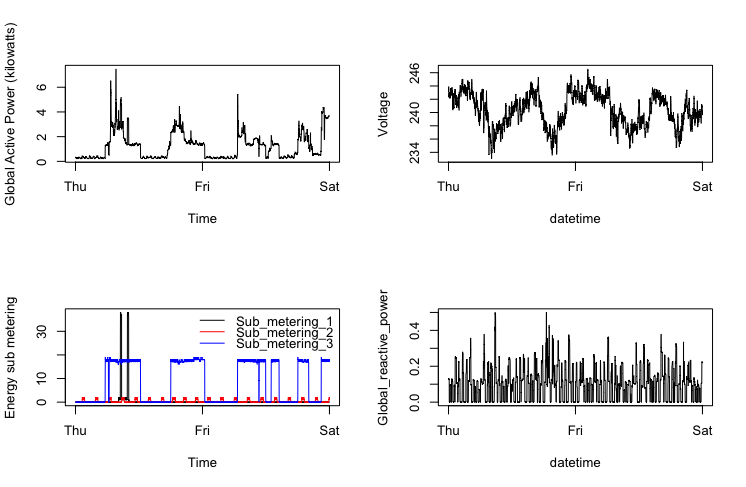 Global Active Power (kilowatts)
6
4
2
0
Thu
Fri
Sat
Time
Voltage
246
240
234
Thu
Fri
Sat
datetime
Energy sub metering
30
10
0
Sub_metering_1
Sub_metering_2
Sub_metering_3
Thu
Fri
Sat
Time
Global_reactive_power
0.4
0.2
0.0
Thu
Fri
Sat
datetime